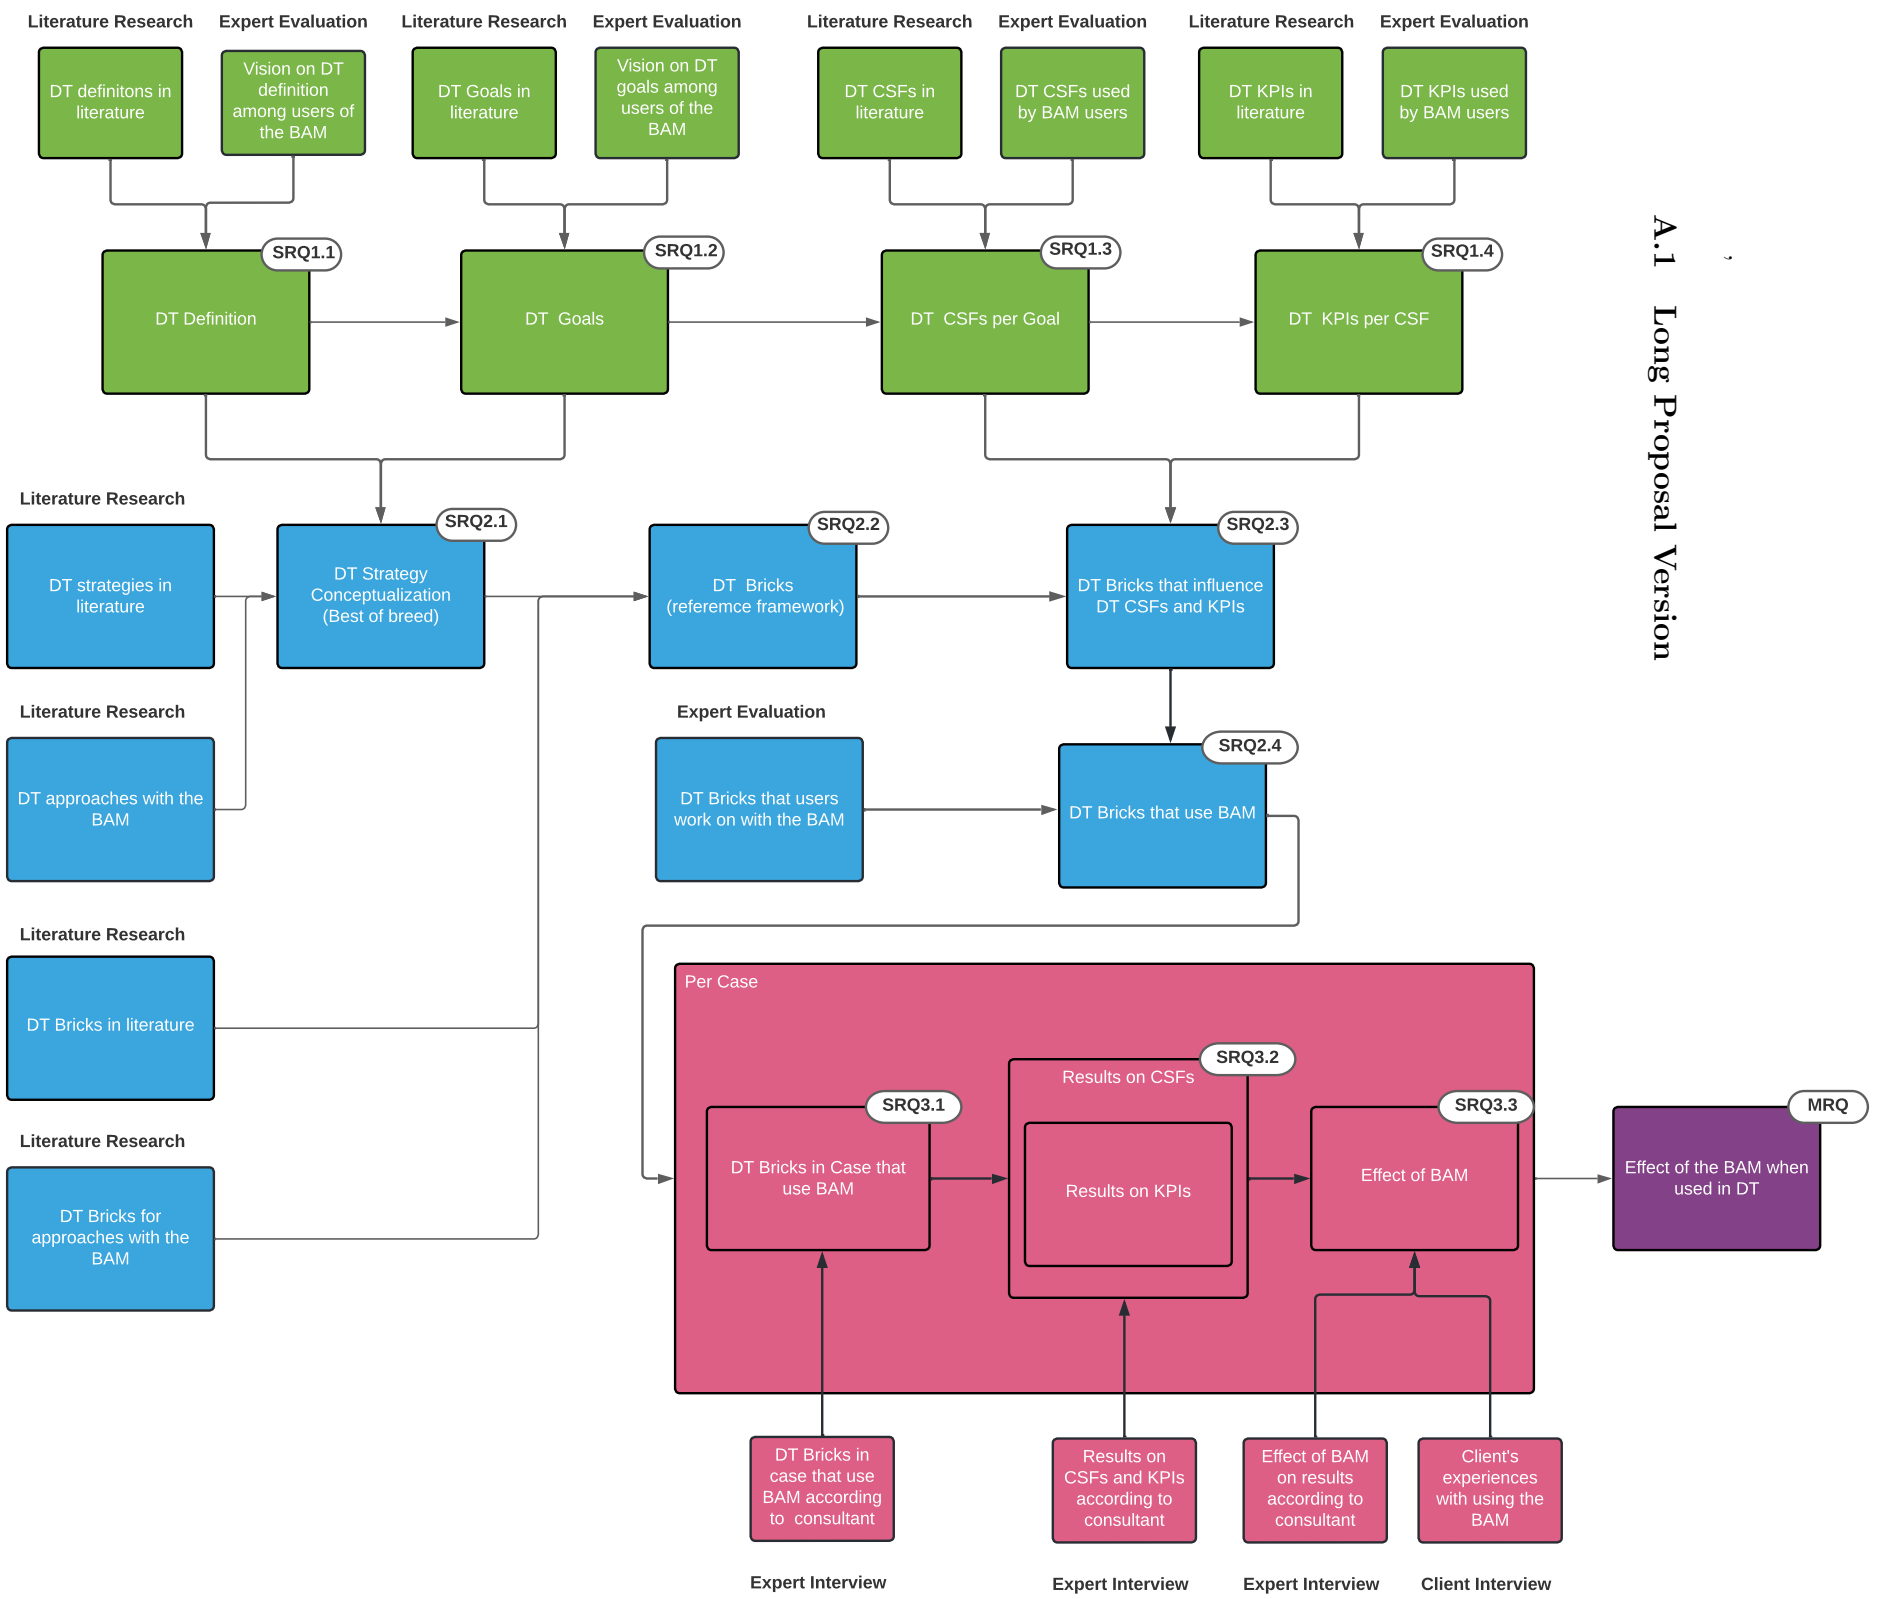 Literature Research
Expert Evaluation
Literature Research
Expert Evaluation
Literature Research
Expert Evaluation
Literature Research
Expert Evaluation
DT definitons in
literature
Vision on DT
definition
among users of
the BAM
DT Goals in
literature
Vision on DT
goals among
users of the
BAM
DT CSFs in
literature
DT CSFs used
by BAM users
DT KPIs in
literature
DT KPIs used
by BAM users
SRQ1.1
DT Definition
SRQ1.2
DT Goals
SRQ1.3
DT CSFs per Goal
SRQ1.4
DT KPIs per CSF
,
A.1 Long Proposal Version
Literature Research
DT strategies in
literature
SRQ2.1
DT Strategy
Conceptualization
(Best of breed)
SRQ2.2
DT Bricks
(referemce framework)
SRQ2.3
DT Bricks that influence
DT CSFs and KPIs
Literature Research
DT approaches with the
BAM
Expert Evaluation
DT Bricks that users
work on with the BAM
SRQ2.4
DT Bricks that use BAM
Literature Research
DT Bricks in literature
Literature Research
DT Bricks for
approaches with the
BAM
Per Case
SRQ3.1
DT Bricks in Case that
use BAM
SRQ3.2
Results on CSFs
Results on KPIs
SRQ3.3
Effect of BAM
MRQ
Effect of the BAM when
used in DT
DT Bricks in
case that use
BAM according
to consultant
Results on
CSFs and KPIs
according to
consultant
Effect of BAM
on results
according to
consultant
Client's
experiences
with using the
BAM
Expert Interview
Expert Interview
Expert Interview
Client Interview